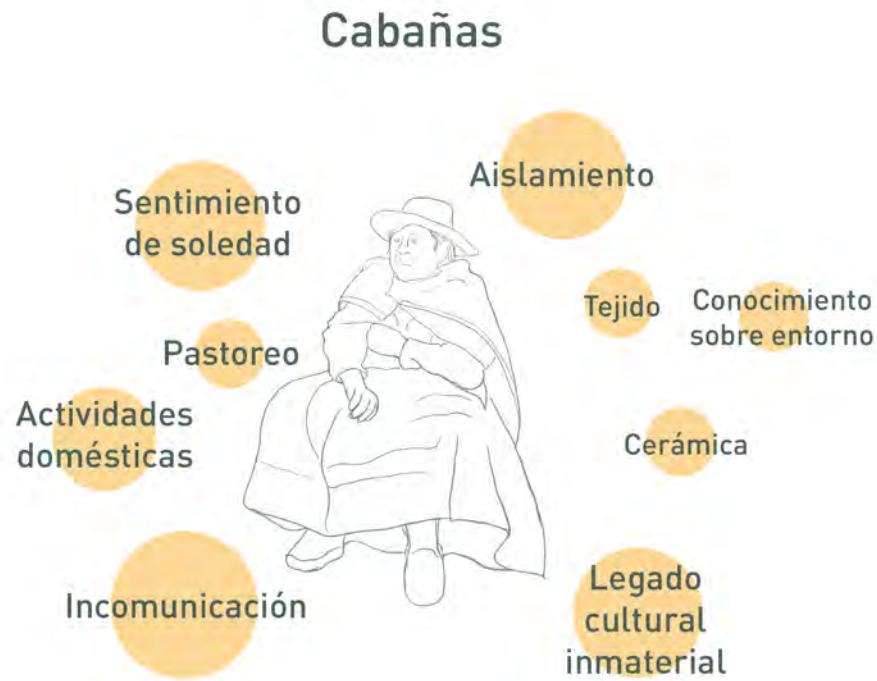 Cabañas
Aislamiento
Sentimiento
de soledad
Tejido
Conocimiento
sobre entorno
Pastoreo
Actividades
domésticas
Cerámica
Incomunicación
Legado
cultural
inmaterial